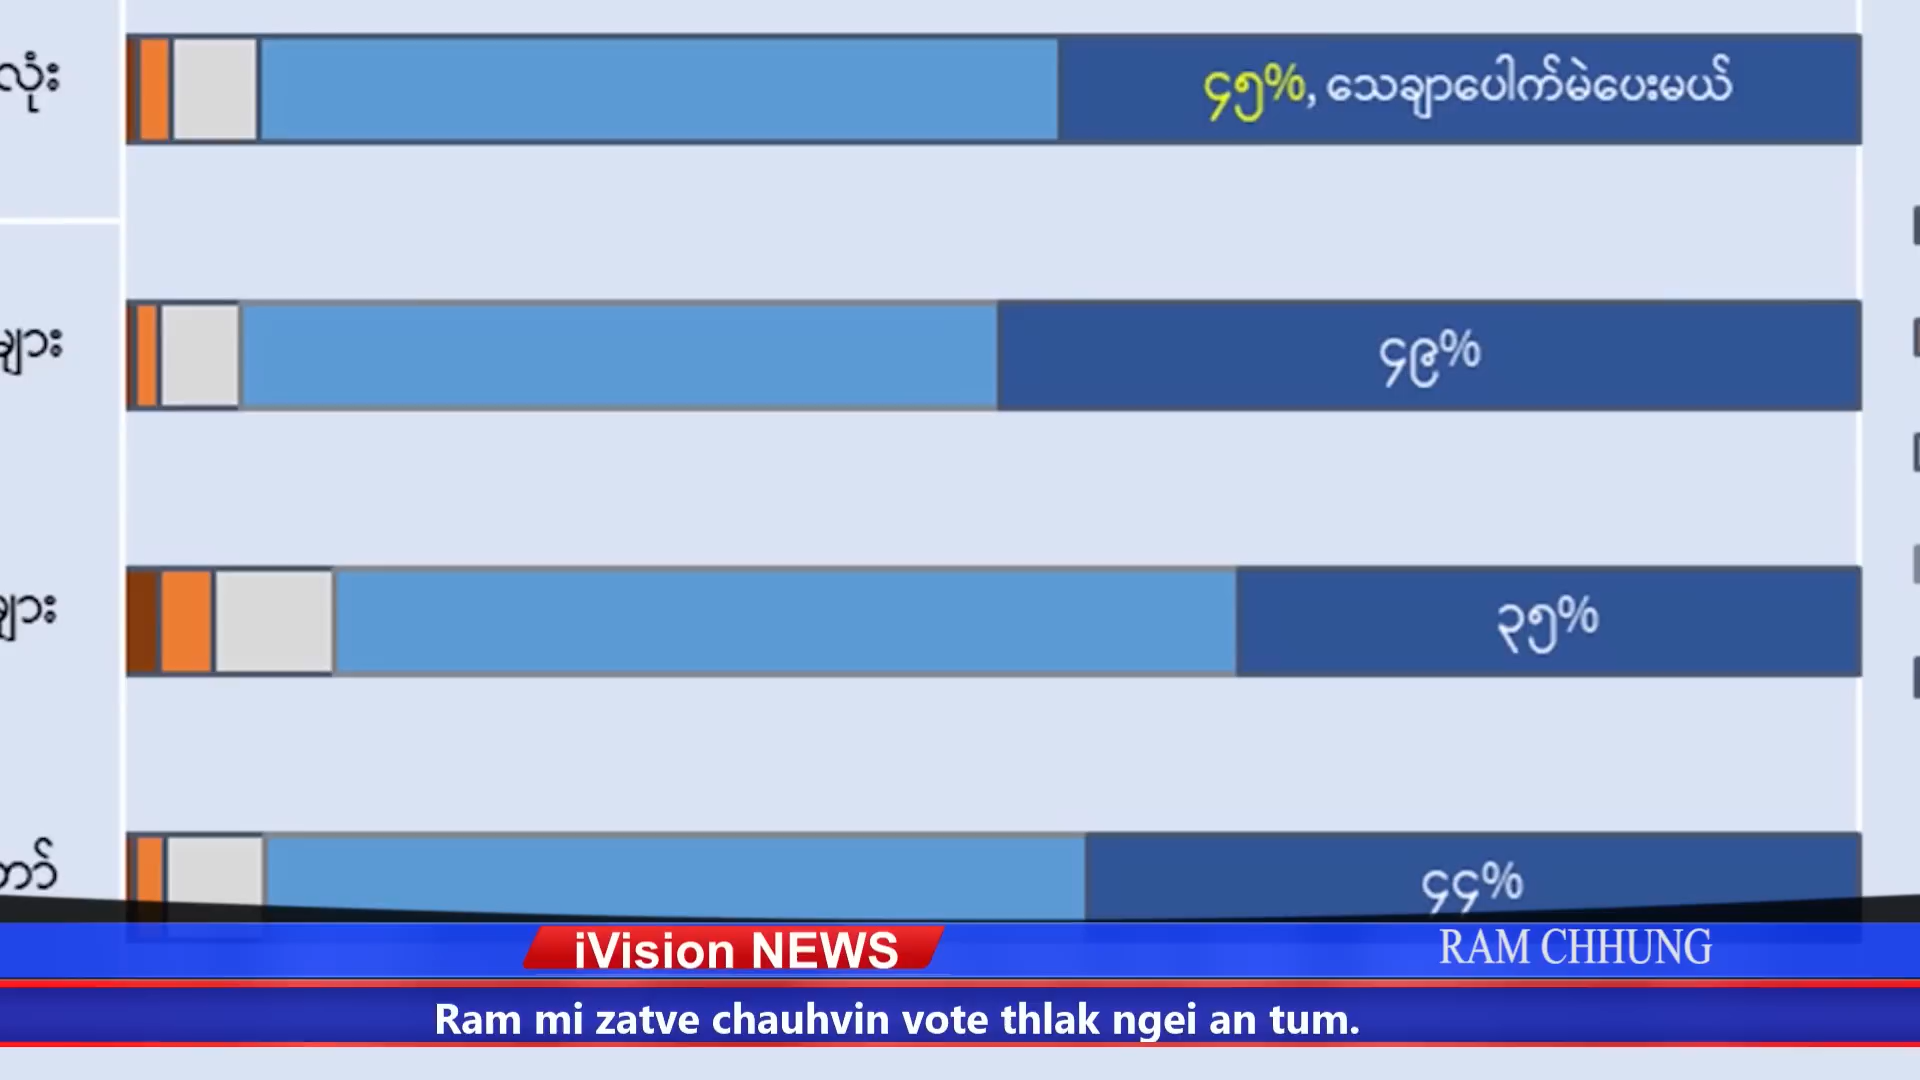 ၄၅%, သေချာပေါက်မဲပေးမယ်
၄၉%
၃၅%
၄၄%
iVision NEWS
RAM CHHUNG
Ram mi zatve chauhvin vote thlak ngei an tum.